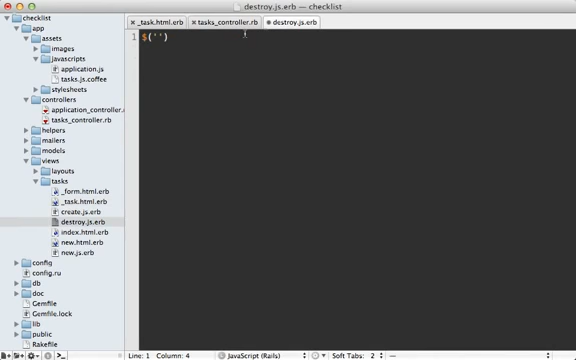 destroy.js.erb — checklist
checklist
app
assets
images
javascripts
application.js
tasks.js.coffee
stylesheets
controllers
application_controller.r
tasks_controller.rb
helpers
mailers
models
views
layouts
tasks
_form.html.erb
_task.html.erb
create.js.erb
destroy.js.erb
index.html.erb
new.html.erb
new.js.erb
config
config.ru
db
doc
Gemfile
Gemfile.lock
lib
public
Rakefile
_task.html.erb
tasks_controller.rb
destroy.js.erb
1 $('')
Line: 1 Column: 4
JavaScript (Rails)
Soft Tabs: 2
—